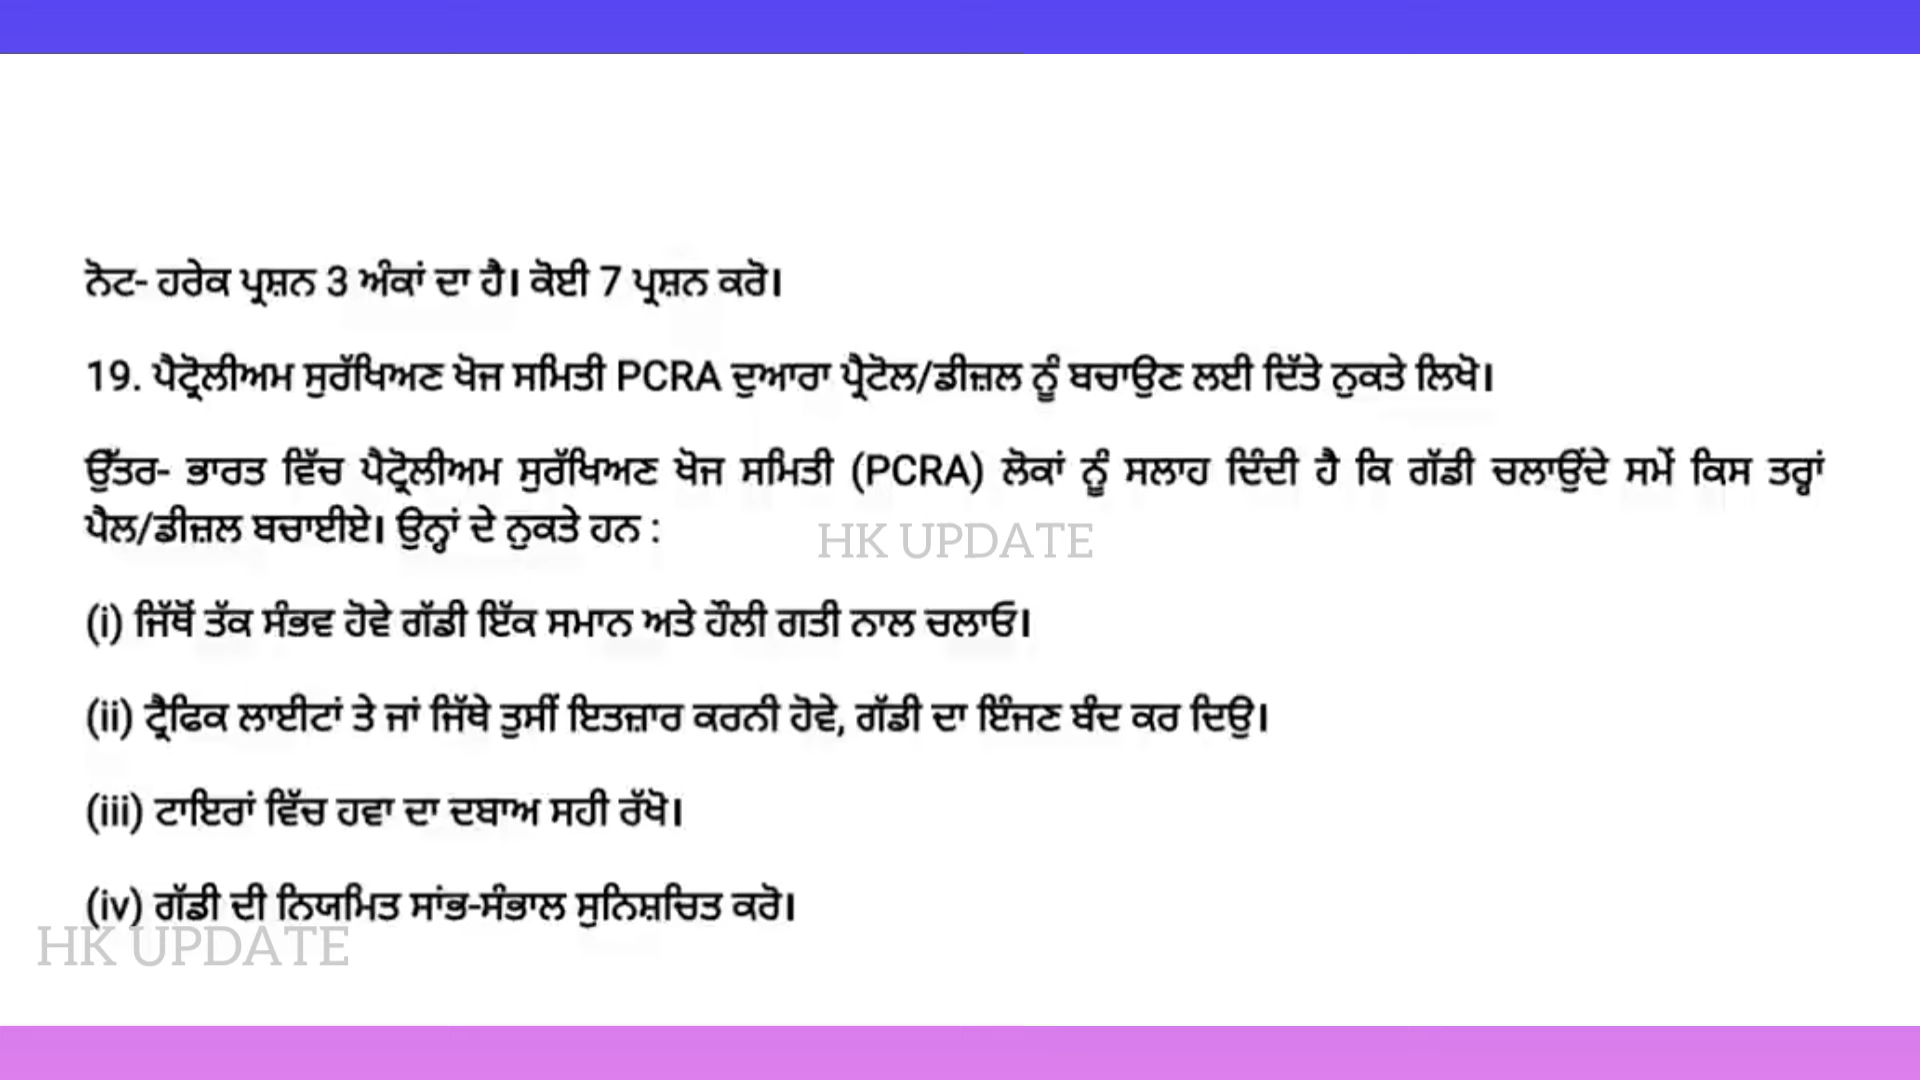 ਨੋਟ- ਹਰੇਕ ਪ੍ਰਸ਼ਨ 3 ਅੰਕਾਂ ਦਾ ਹੈ। ਕੋਈ 7 ਪ੍ਰਸ਼ਨ ਕਰੋ।
19. ਪੈਟ੍ਰੋਲੀਅਮ ਸੁਰੱਖਿਅਣ ਖੋਜ ਸਮਿਤੀ PCRA ਦੁਆਰਾ ਪ੍ਰੈਟੋਲ/ਡੀਜ਼ਲ ਨੂੰ ਬਚਾਉਣ ਲਈ ਦਿੱਤੇ ਨੁਕਤੇ ਲਿਖੋ।
ਉੱਤਰ- ਭਾਰਤ ਵਿੱਚ ਪੈਟ੍ਰੋਲੀਅਮ ਸੁਰੱਖਿਅਣ ਖੋਜ ਸਮਿਤੀ (PCRA) ਲੋਕਾਂ ਨੂੰ ਸਲਾਹ ਦਿੰਦੀ ਹੈ ਕਿ ਗੱਡੀ ਚਲਾਉਂਦੇ ਸਮੇਂ ਕਿਸ ਤਰ੍ਹਾਂ
ਪੈਲ/ਡੀਜ਼ਲ ਬਚਾਈਏ। ਉਨ੍ਹਾਂ ਦੇ ਨੁਕਤੇ ਹਨ :
HK UPDATE
(i) ਜਿੱਥੋਂ ਤੱਕ ਸੰਭਵ ਹੋਵੇ ਗੱਡੀ ਇੱਕ ਸਮਾਨ ਅਤੇ ਹੌਲੀ ਗਤੀ ਨਾਲ ਚਲਾਓ।
(ii) ਟ੍ਰੈਫਿਕ ਲਾਈਟਾਂ ਤੇ ਜਾਂ ਜਿੱਥੇ ਤੁਸੀਂ ਇਤਜ਼ਾਰ ਕਰਨੀ ਹੋਵੇ, ਗੱਡੀ ਦਾ ਇੰਜਣ ਬੰਦ ਕਰ ਦਿਉ।
(iii) ਟਾਇਰਾਂ ਵਿੱਚ ਹਵਾ ਦਾ ਦਬਾਅ ਸਹੀ ਰੱਖੋ।
(iv) ਗੱਡੀ ਦੀ ਨਿਯਮਿਤ ਸਾਂਭ-ਸੰਭਾਲ ਸੁਨਿਸ਼ਚਿਤ ਕਰੋ।
HK UPDATE